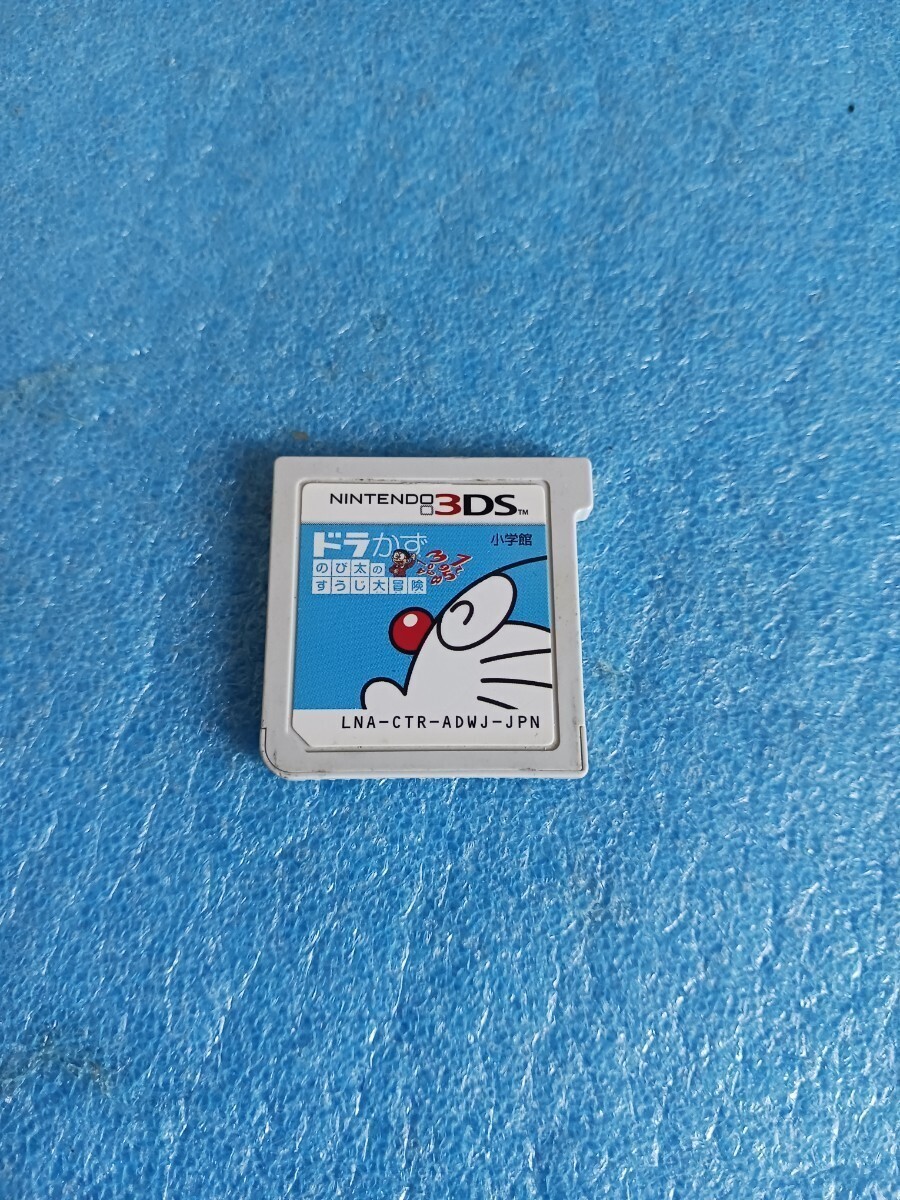 NINTENDO 3DS™
ドラかず
小学館
のび太の
すうじ大冒険
LNA-CTR-ADWJ-JPN